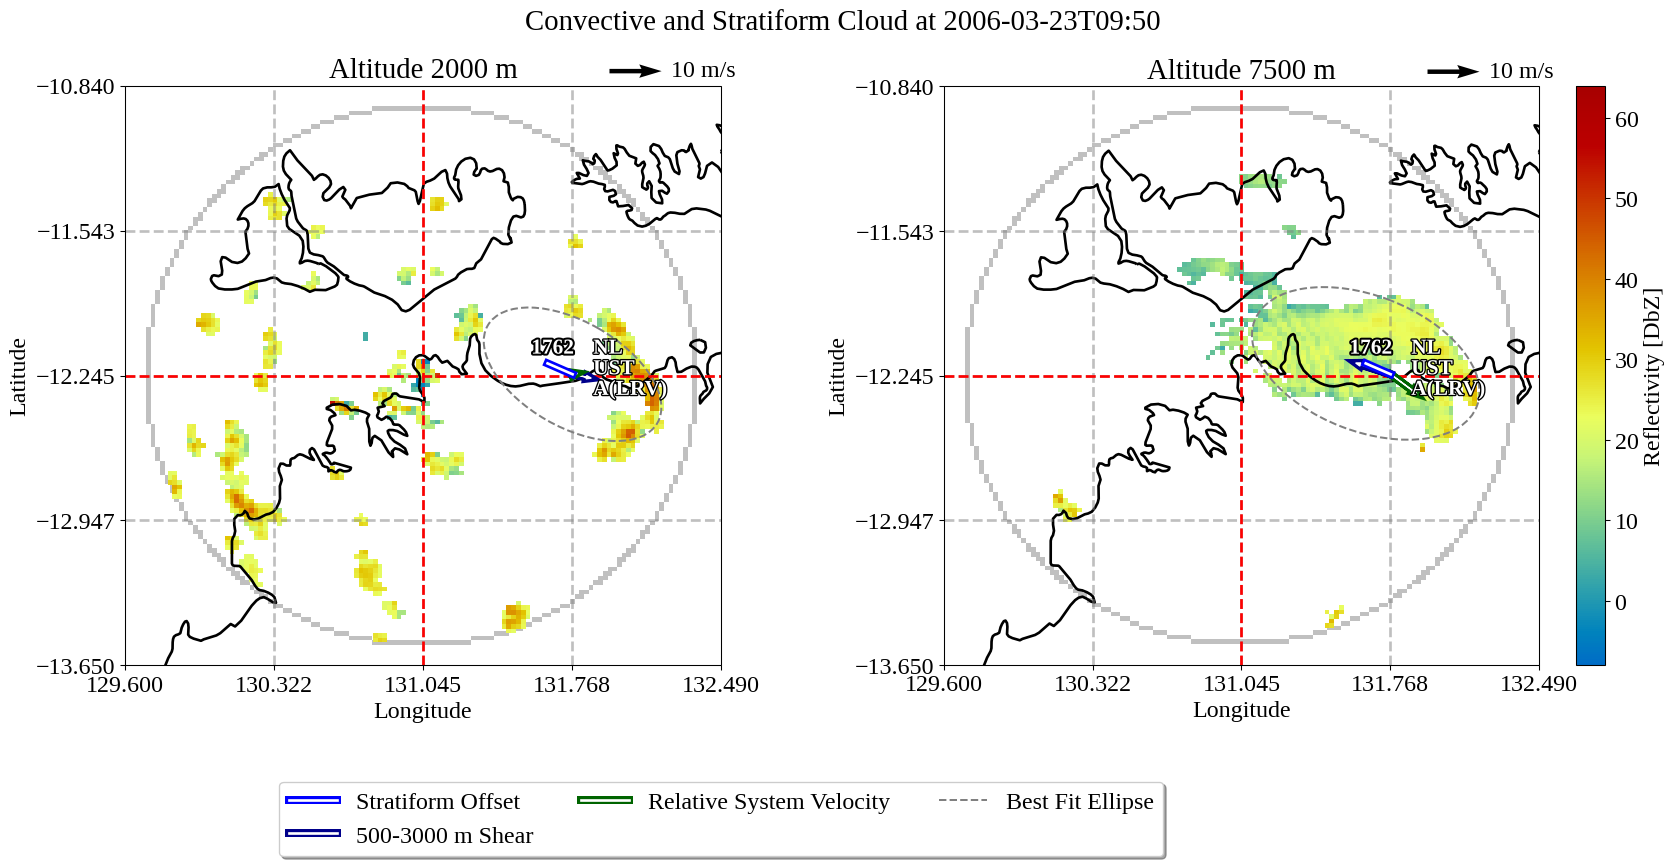 Convective and Stratiform Cloud at 2006-03-23T09:50
Altitude 2000 m
10 m/s
−10.840
−11.543
−12.245
−12.947
−13.650
129.600
130.322
131.045
131.768
132.490
Latitude
Longitude
1762
NL
UST
A(LRV)
Altitude 7500 m
10 m/s
−10.840
−11.543
−12.245
−12.947
−13.650
129.600
130.322
131.045
131.768
132.490
Latitude
Longitude
1762
NL
UST
A(LRV)
60
50
40
30
20
10
0
Reflectivity [DbZ]
Stratiform Offset
500-3000 m Shear
Relative System Velocity
Best Fit Ellipse